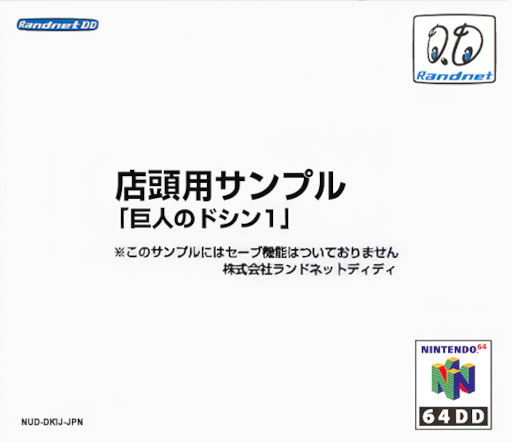 Randnet-DD
Randnet
店頭用サンプル
「巨人のドシン1」
※このサンプルにはセーブ機能はついておりません
株式会社ランドネットディディ
NINTENDO64
64DD
NUD-DKIJ-JPN